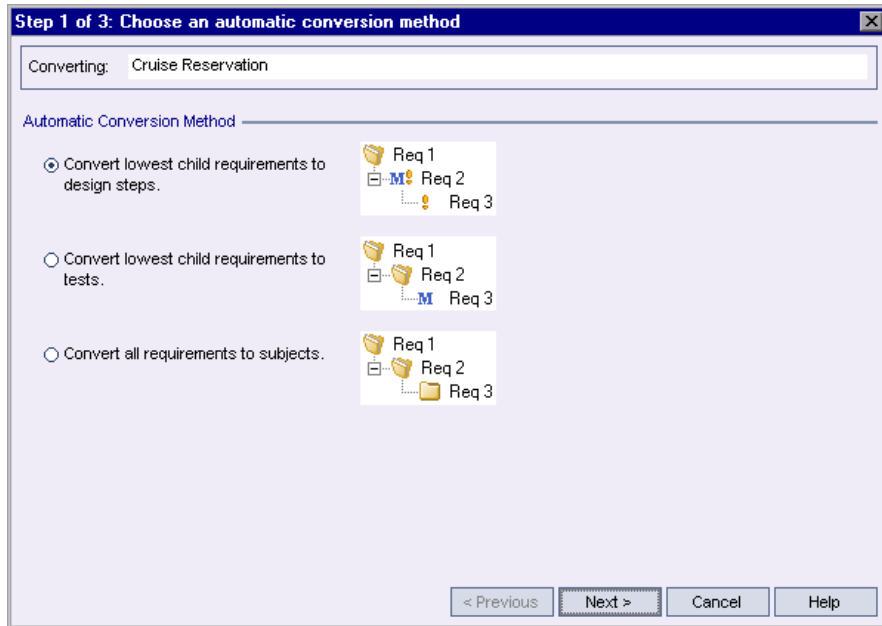 Step 1 of 3: Choose an automatic conversion method
Converting: Cruise Reservation
Automatic Conversion Method
Convert lowest child requirements to
design steps.
Req 1
M Req 2
Req 3
Convert lowest child requirements to
tests.
Req 1
Req 2
M Req 3
Convert all requirements to subjects.
Req 1
Req 2
Req 3
< Previous
Next >
Cancel
Help